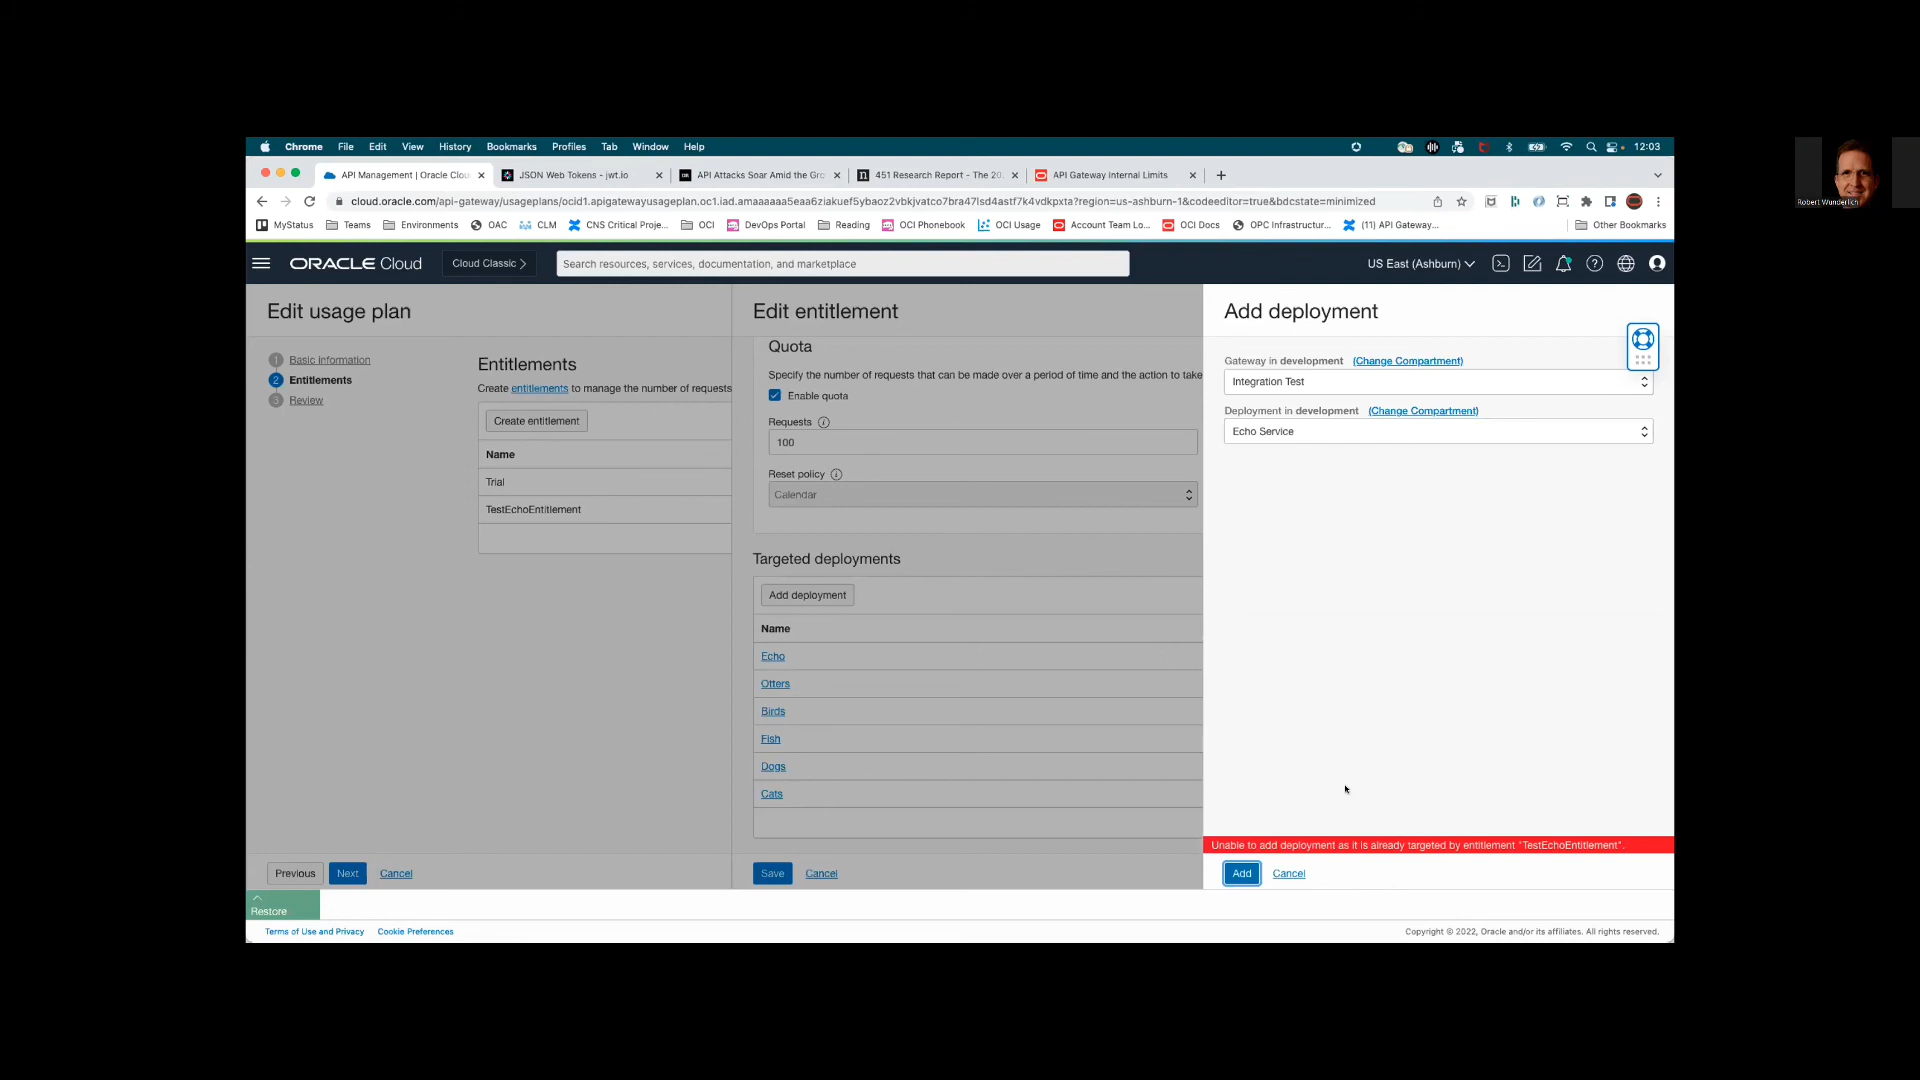 Chrome File Edit View History Bookmarks Profiles Tab Window Help 12:03
API Management | Oracle Clou JSON Web Tokens - jwt.io API Attacks Soar Amid the Gro 451 Research Report - The 20 API Gateway Internal Limits
cloud.oracle.com/api-gateway/usageplans/ocid1.apigatewayusageplan.oc1.iad.amaaaaaa5eaa6ziakuef5ybaoz2vbkjvatco7bra47lsd4astf7k4vdkpxta?region=us-ashburn-1&codeeditor=true&bdcstate=minimized
MyStatus Teams Environments OAC CLM CNS Critical Proje... OCI DevOps Portal Reading OCI Phonebook OCI Usage Account Team Lo... OCI Docs OPC Infrastructur... (11) API Gateway... Other Bookmarks
ORACLE Cloud Cloud Classic > Search resources, services, documentation, and marketplace US East (Ashburn)
Robert Wunderlich
Edit usage plan
1 Basic information
2 Entitlements
3 Review
Entitlements
Create entitlements to manage the number of requests
Create entitlement
Name
Trial
TestEchoEntitlement
Previous Next Cancel
Edit entitlement
Quota
Specify the number of requests that can be made over a period of time and the action to take
Enable quota
Requests
100
Reset policy
Calendar
Targeted deployments
Add deployment
Name
Echo
Otters
Birds
Fish
Dogs
Cats
Save Cancel
Add deployment
Gateway in development (Change Compartment)
Integration Test
Deployment in development (Change Compartment)
Echo Service
Unable to add deployment as it is already targeted by entitlement "TestEchoEntitlement".
Add Cancel
Restore
Terms of Use and Privacy Cookie Preferences
Copyright © 2022, Oracle and/or its affiliates. All rights reserved.